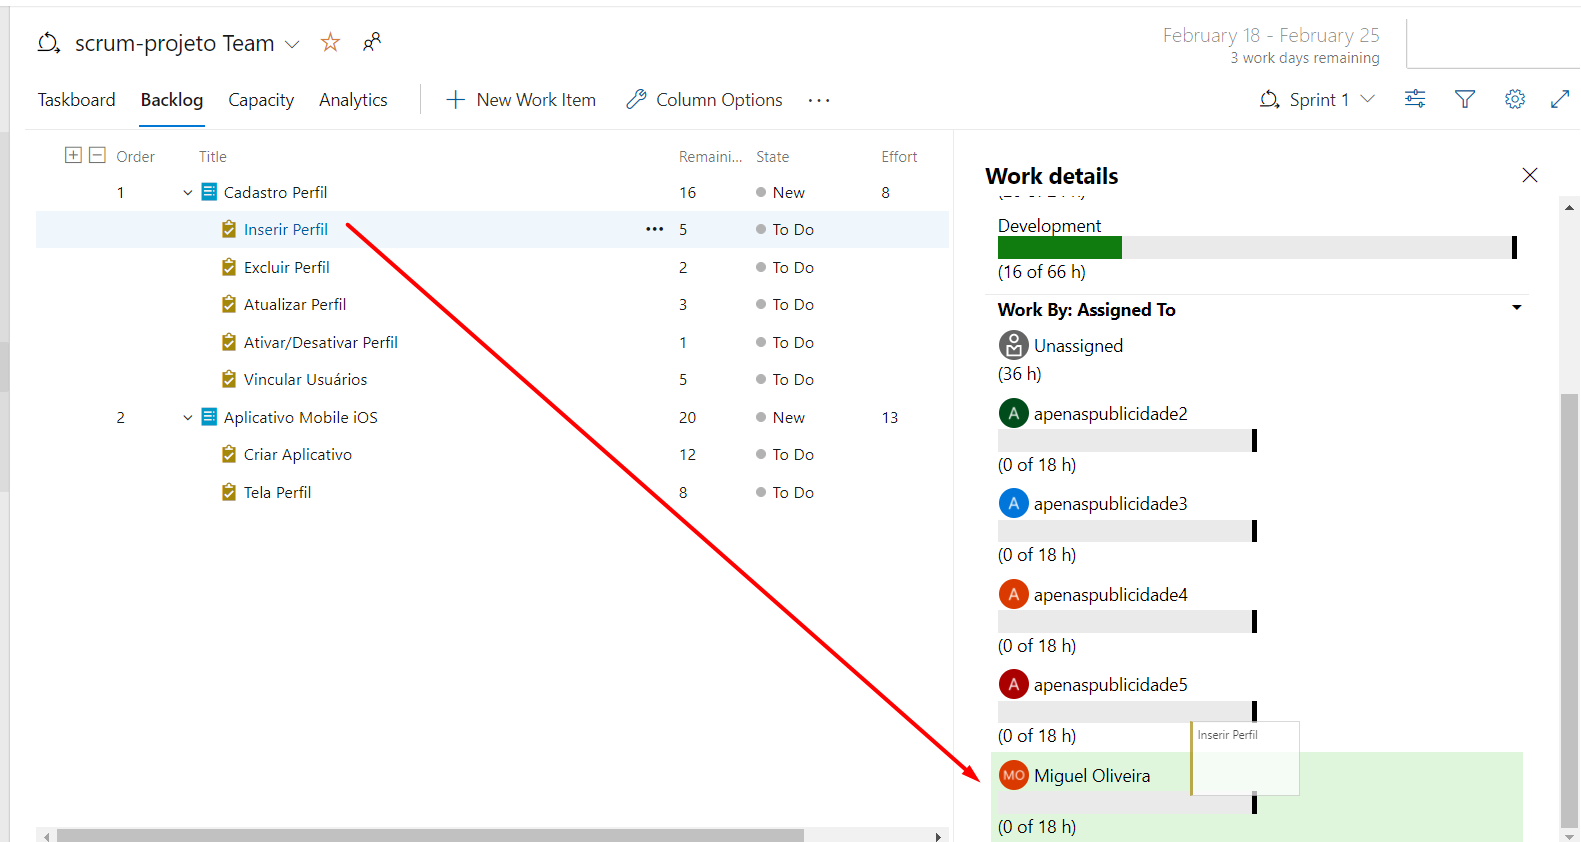 scrum-projeto Team
February 18 - February 25
3 work days remaining
Taskboard Backlog Capacity Analytics New Work Item Column Options Sprint 1
Order Title Remaini... State Effort
1 Cadastro Perfil 16 New 8
Inserir Perfil 5 To Do
Excluir Perfil 2 To Do
Atualizar Perfil 3 To Do
Ativar/Desativar Perfil 1 To Do
Vincular Usuários 5 To Do
2 Aplicativo Mobile iOS 20 New 13
Criar Aplicativo 12 To Do
Tela Perfil 8 To Do
Work details
Development
(16 of 66 h)
Work By: Assigned To
Unassigned
(36 h)
A apenaspublicidade2
(0 of 18 h)
A apenaspublicidade3
(0 of 18 h)
A apenaspublicidade4
(0 of 18 h)
A apenaspublicidade5
(0 of 18 h)
Inserir Perfil
MO Miguel Oliveira
(0 of 18 h)